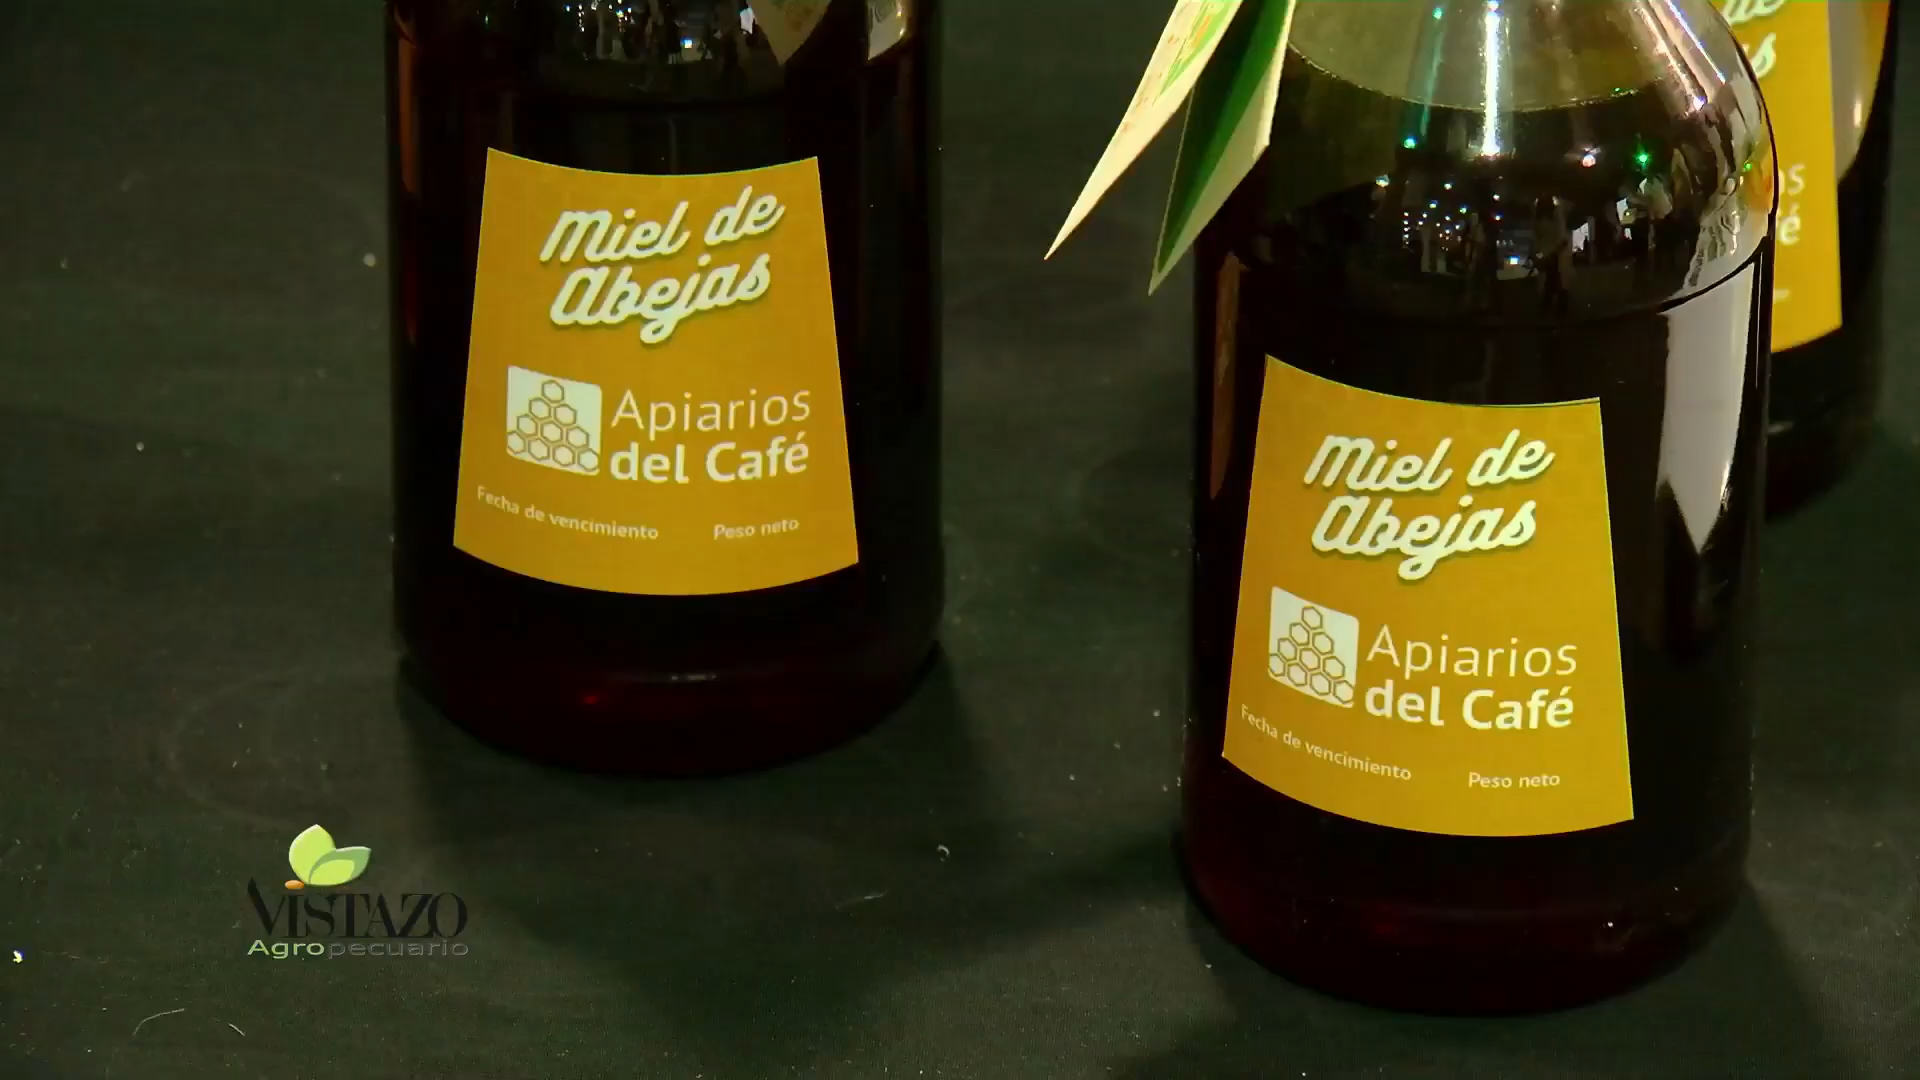 Miel de
Abejas
Apiarios
del Café
Fecha de vencimiento Peso neto
Miel de
Abejas
Apiarios
del Café
Fecha de vencimiento Peso neto
VISTAZO
Agropecuario